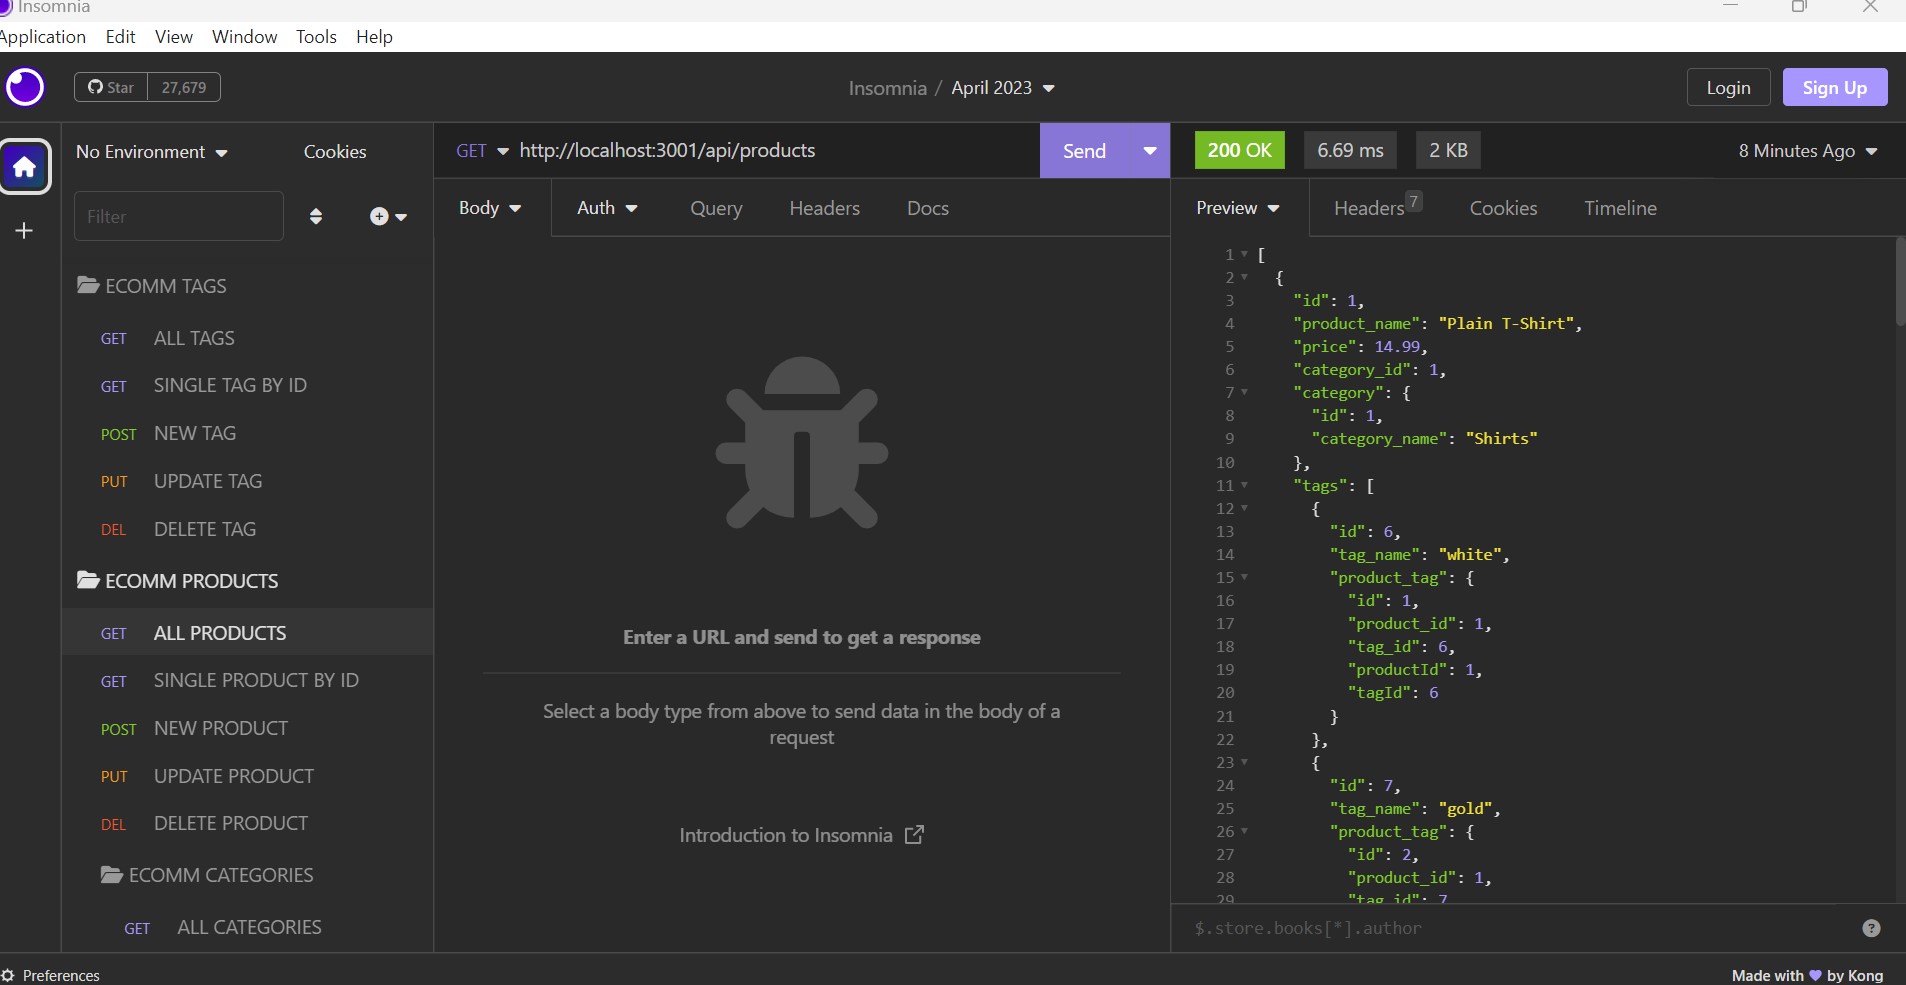 Insomnia
Application Edit View Window Tools Help
Star 27,679
Insomnia / April 2023
Login
Sign Up
No Environment
Cookies
Filter
ECOMM TAGS
GET ALL TAGS
GET SINGLE TAG BY ID
POST NEW TAG
PUT UPDATE TAG
DEL DELETE TAG
ECOMM PRODUCTS
GET ALL PRODUCTS
GET SINGLE PRODUCT BY ID
POST NEW PRODUCT
PUT UPDATE PRODUCT
DEL DELETE PRODUCT
ECOMM CATEGORIES
GET ALL CATEGORIES
GET http://localhost:3001/api/products
Send
Body Auth Query Headers Docs
Enter a URL and send to get a response
Select a body type from above to send data in the body of a
request
Introduction to Insomnia
200 OK 6.69 ms 2 KB
8 Minutes Ago
Preview Headers 7 Cookies Timeline
1 [
2 {
3 "id": 1,
4 "product_name": "Plain T-Shirt",
5 "price": 14.99,
6 "category_id": 1,
7 "category": {
8 "id": 1,
9 "category_name": "Shirts"
10 },
11 "tags": [
12 {
13 "id": 6,
14 "tag_name": "white",
15 "product_tag": {
16 "id": 1,
17 "product_id": 1,
18 "tag_id": 6,
19 "productId": 1,
20 "tagId": 6
21 }
22 },
23 {
24 "id": 7,
25 "tag_name": "gold",
26 "product_tag": {
27 "id": 2,
28 "product_id": 1,
29 "tag_id": 7
$.store.books[*].author
?
Preferences
Made with by Kong